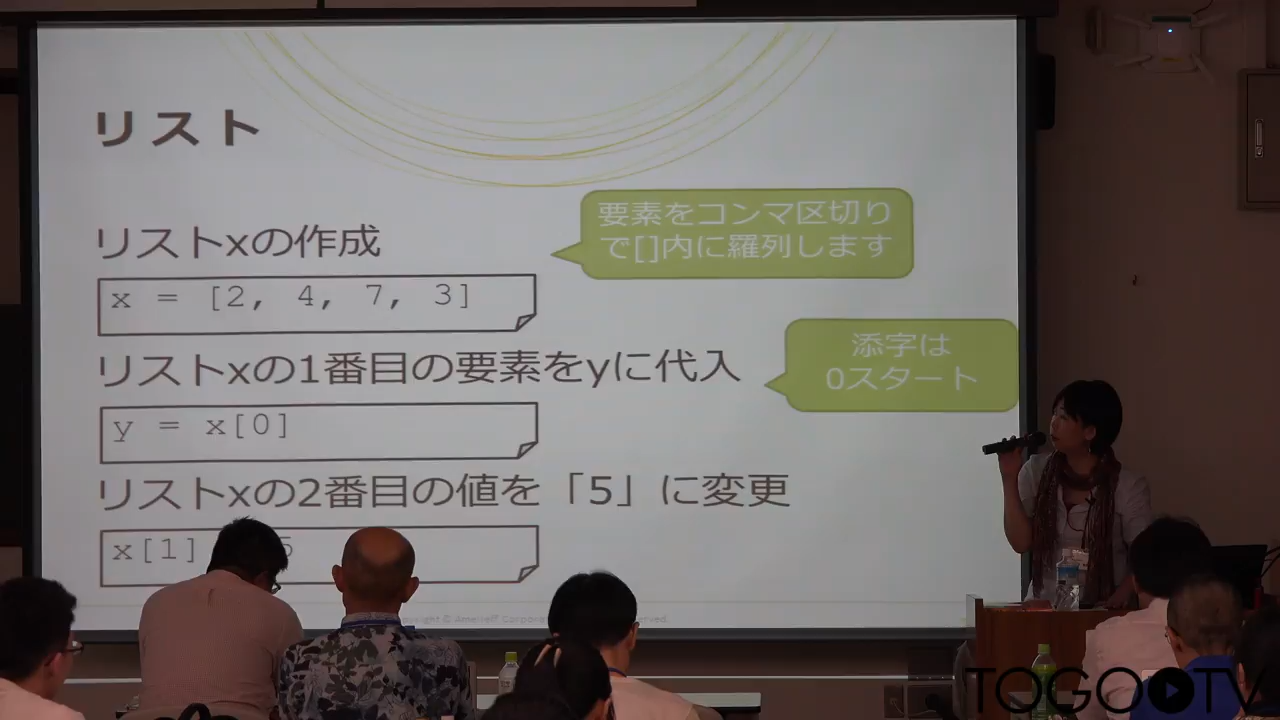 リスト
リストxの作成
要素をコンマ区切り
で[]内に羅列します
x = [2, 4, 7, 3]
リストxの1番目の要素をyに代入
添字は
0スタート
y = x[0]
リストxの2番目の値を「5」に変更
x[1] 5
© Amelieff
TOGOTV